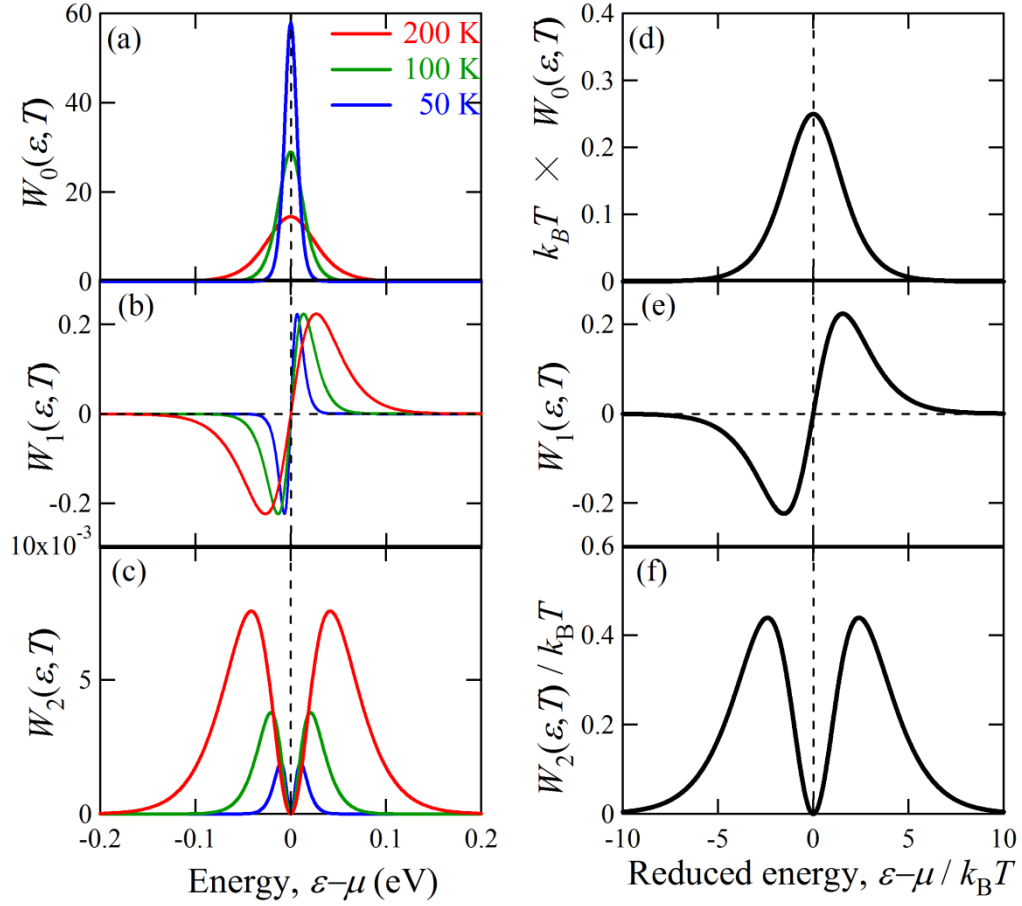 (a)
200 K
100 K
50 K
W₀(ε,T)
60
40
20
0
(b)
W₁(ε,T)
0.2
0
-0.2
(c)
W₂(ε,T)
10x10⁻³
5
0
-0.2
-0.1
0
0.1
0.2
Energy, ε–μ (eV)
(d)
k_BT × W₀(ε,T)
0.4
0.3
0.2
0.1
0
(e)
W₁(ε,T)
0.2
0
-0.2
(f)
W₂(ε,T) / k_BT
0.6
0.4
0.2
0
-10
-5
0
5
10
Reduced energy, ε–μ / k_BT